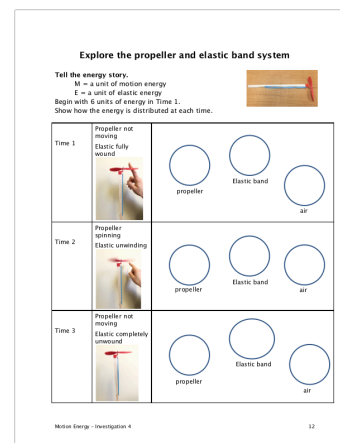 Explore the propeller and elastic band system
Tell the energy story.
M = a unit of motion energy
E = a unit of elastic energy
Begin with 6 units of energy in Time 1.
Show how the energy is distributed at each time.
Time 1
Propeller not
moving
Elastic fully
wound
propeller
Elastic band
air
Time 2
Propeller
spinning
Elastic unwinding
propeller
Elastic band
air
Time 3
Propeller not
moving
Elastic completely
unwound
propeller
Elastic band
air
Motion Energy – Investigation 4
12